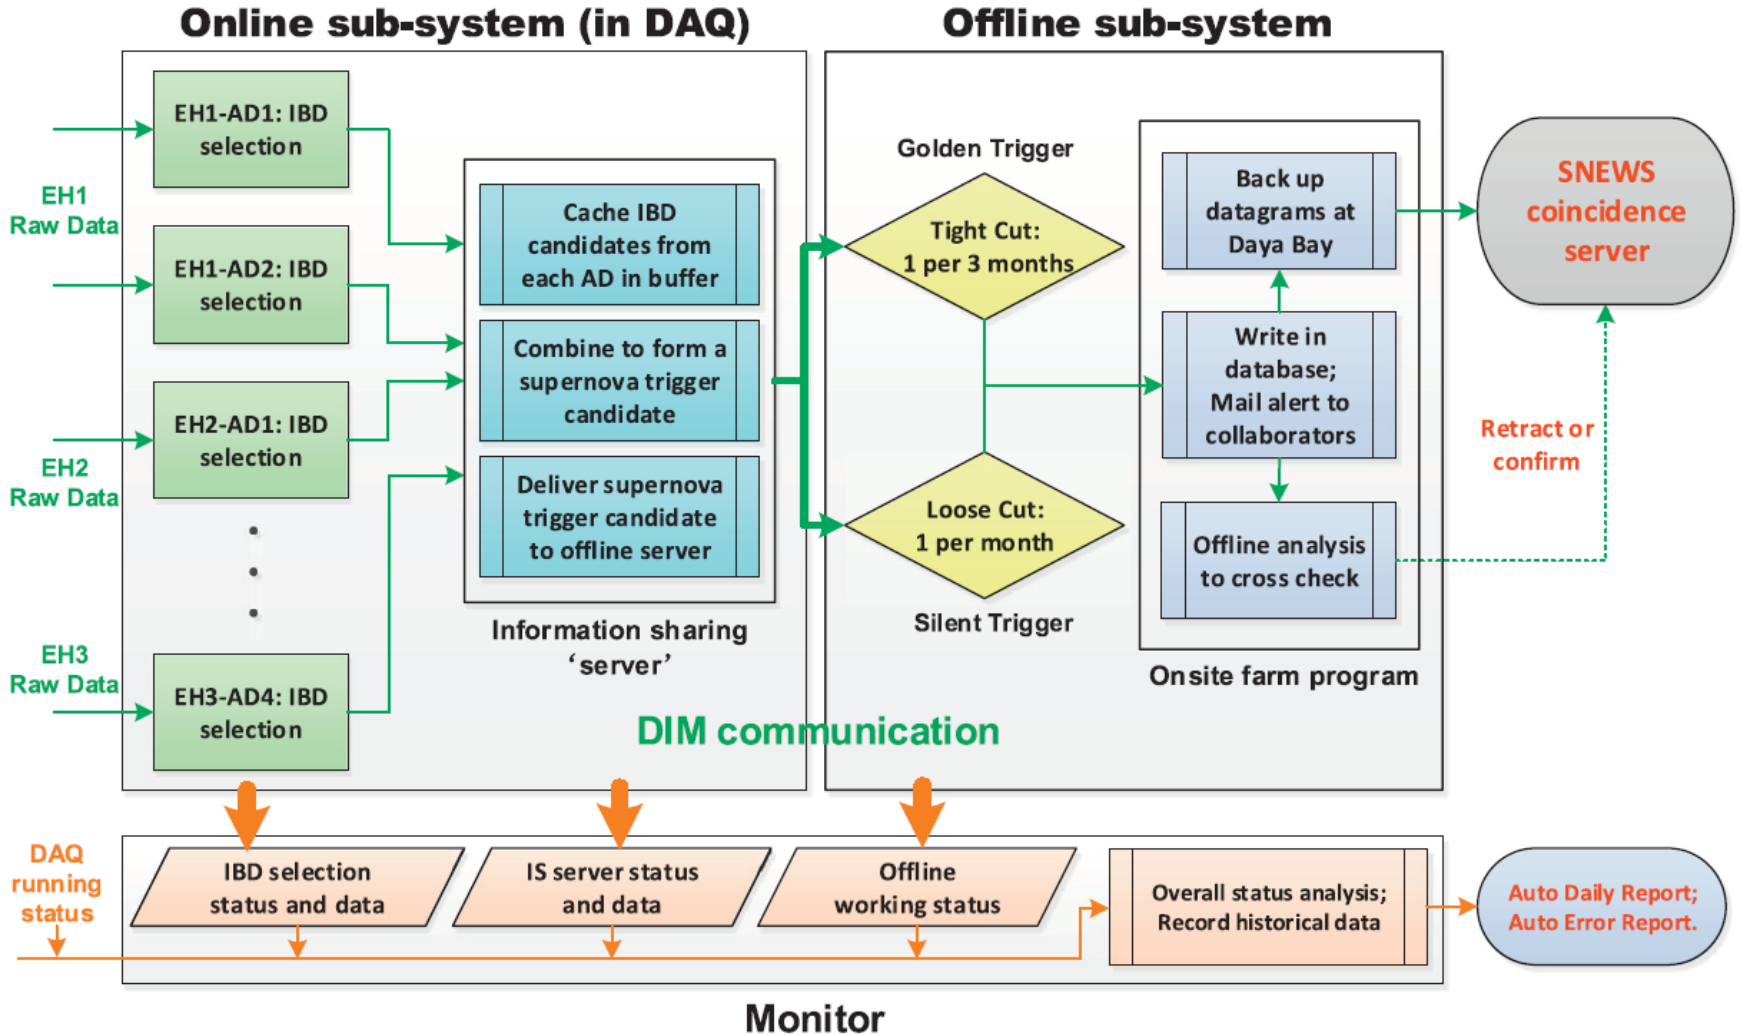 Online sub-system (in DAQ)
Offline sub-system
EH1-AD1: IBD
selection
EH1
Raw Data
EH1-AD2: IBD
selection
EH2-AD1: IBD
selection
EH2
Raw Data
EH3
Raw Data
EH3-AD4: IBD
selection
Cache IBD
candidates from
each AD in buffer
Combine to form a
supernova trigger
candidate
Deliver supernova
trigger candidate
to offline server
Information sharing
‘server’
Golden Trigger
Tight Cut:
1 per 3 months
Loose Cut:
1 per month
Silent Trigger
Back up
datagrams at
Daya Bay
Write in
database;
Mail alert to
collaborators
Offline analysis
to cross check
Onsite farm program
SNEWS
coincidence
server
Retract or
confirm
DIM communication
DAQ
running
status
IBD selection
status and data
IS server status
and data
Offline
working status
Overall status analysis;
Record historical data
Auto Daily Report;
Auto Error Report.
Monitor